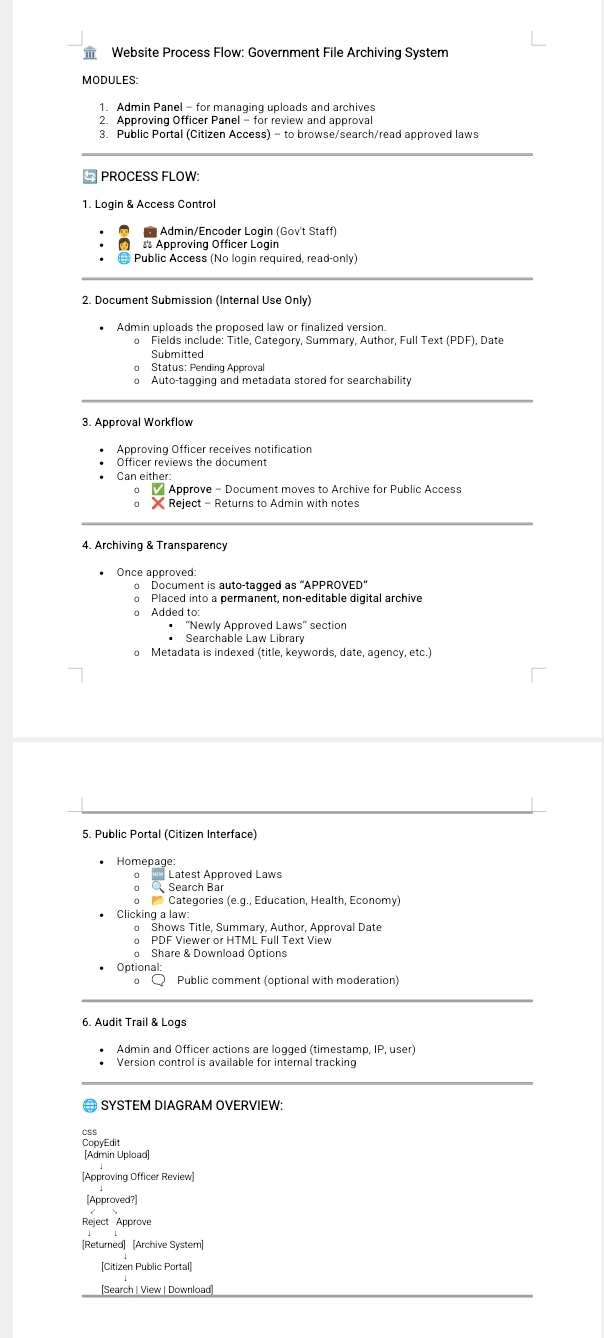 🏛️ Website Process Flow: Government File Archiving System
MODULES:
1. Admin Panel – for managing uploads and archives
2. Approving Officer Panel – for review and approval
3. Public Portal (Citizen Access) – to browse/search/read approved laws
🔄 PROCESS FLOW:
1. Login & Access Control
• 👨 💼 Admin/Encoder Login (Gov't Staff)
• 👩 ⚖ Approving Officer Login
• 🌐 Public Access (No login required, read-only)
2. Document Submission (Internal Use Only)
• Admin uploads the proposed law or finalized version.
o Fields include: Title, Category, Summary, Author, Full Text (PDF), Date
Submitted
o Status: Pending Approval
o Auto-tagging and metadata stored for searchability
3. Approval Workflow
• Approving Officer receives notification
• Officer reviews the document
• Can either:
o ✅ Approve – Document moves to Archive for Public Access
o ❌ Reject – Returns to Admin with notes
4. Archiving & Transparency
• Once approved:
o Document is auto-tagged as “APPROVED”
o Placed into a permanent, non-editable digital archive
o Added to:
▪ “Newly Approved Laws” section
▪ Searchable Law Library
o Metadata is indexed (title, keywords, date, agency, etc.)
5. Public Portal (Citizen Interface)
• Homepage:
o 🆕 Latest Approved Laws
o 🔍 Search Bar
o 📂 Categories (e.g., Education, Health, Economy)
• Clicking a law:
o Shows Title, Summary, Author, Approval Date
o PDF Viewer or HTML Full Text View
o Share & Download Options
• Optional:
o 🗨 Public comment (optional with moderation)
6. Audit Trail & Logs
• Admin and Officer actions are logged (timestamp, IP, user)
• Version control is available for internal tracking
🌐 SYSTEM DIAGRAM OVERVIEW:
css
CopyEdit
[Admin Upload]
↓
[Approving Officer Review]
↓
[Approved?]
↙ ↘
Reject Approve
↓ ↓
[Returned] [Archive System]
↓
[Citizen Public Portal]
↓
[Search | View | Download]